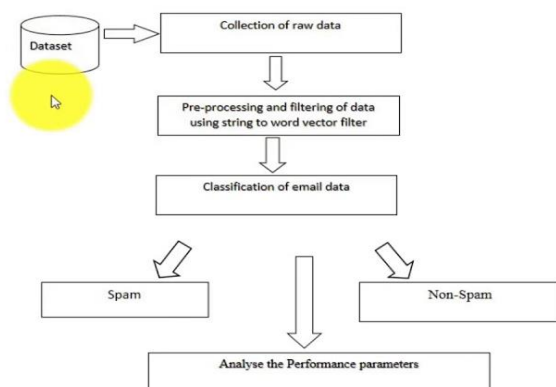 Collection of raw data
Dataset
Pre-processing and filtering of data
using string to word vector filter
Classification of email data
Spam
Non-Spam
Analyse the Performance parameters